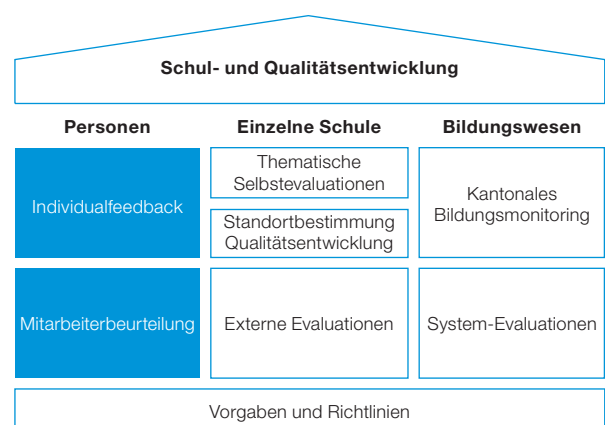 Schul- und Qualitätsentwicklung
Personen
Einzelne Schule
Bildungswesen
Individualfeedback
Thematische
Selbstevaluationen
Standortbestimmung
Qualitätsentwicklung
Kantonales
Bildungsmonitoring
Mitarbeiterbeurteilung
Externe Evaluationen
System-Evaluationen
Vorgaben und Richtlinien